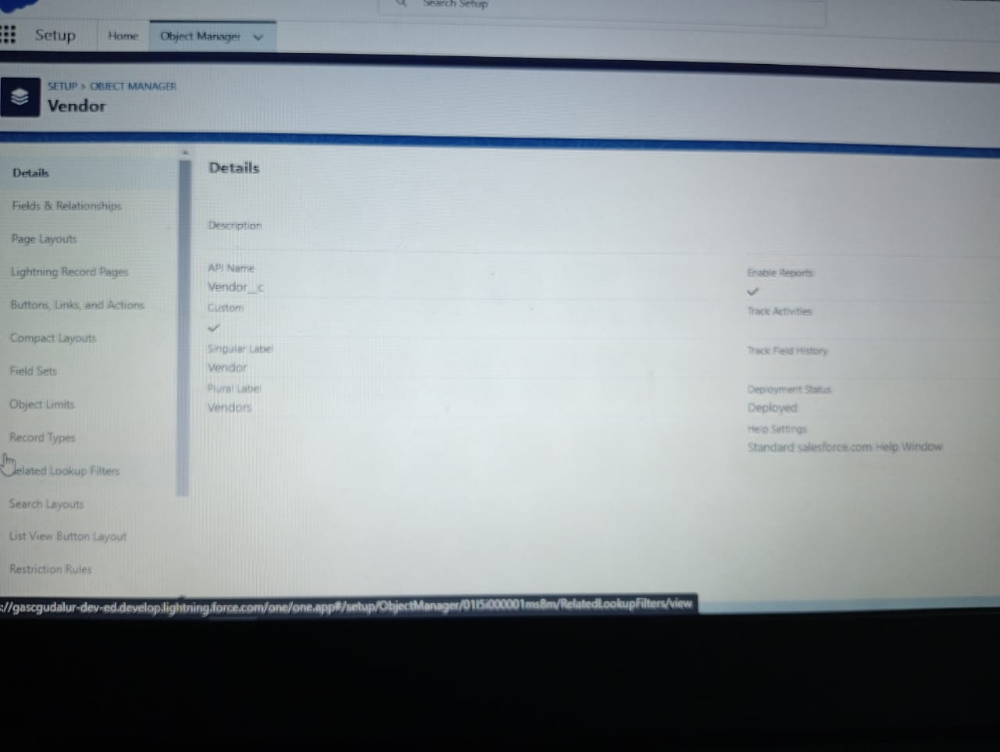 Search Setup
Setup
Home
Object Manager
SETUP > OBJECT MANAGER
Vendor
Details
Fields & Relationships
Page Layouts
Lightning Record Pages
Buttons, Links, and Actions
Compact Layouts
Field Sets
Object Limits
Record Types
elated Lookup Filters
Search Layouts
List View Button Layout
Restriction Rules
Details
Description
API Name
Vendor__c
Custom
Singular Label
Vendor
Plural Label
Vendors
Enable Reports
Track Activities
Track Field History
Deployment Status
Deployed
Help Settings
Standard salesforce.com Help Window
://gascgudalur-dev-ed.develop.lightning.force.com/one/one.app#/setup/ObjectManager/01I5i000001ms8m/RelatedLookupFilters/view